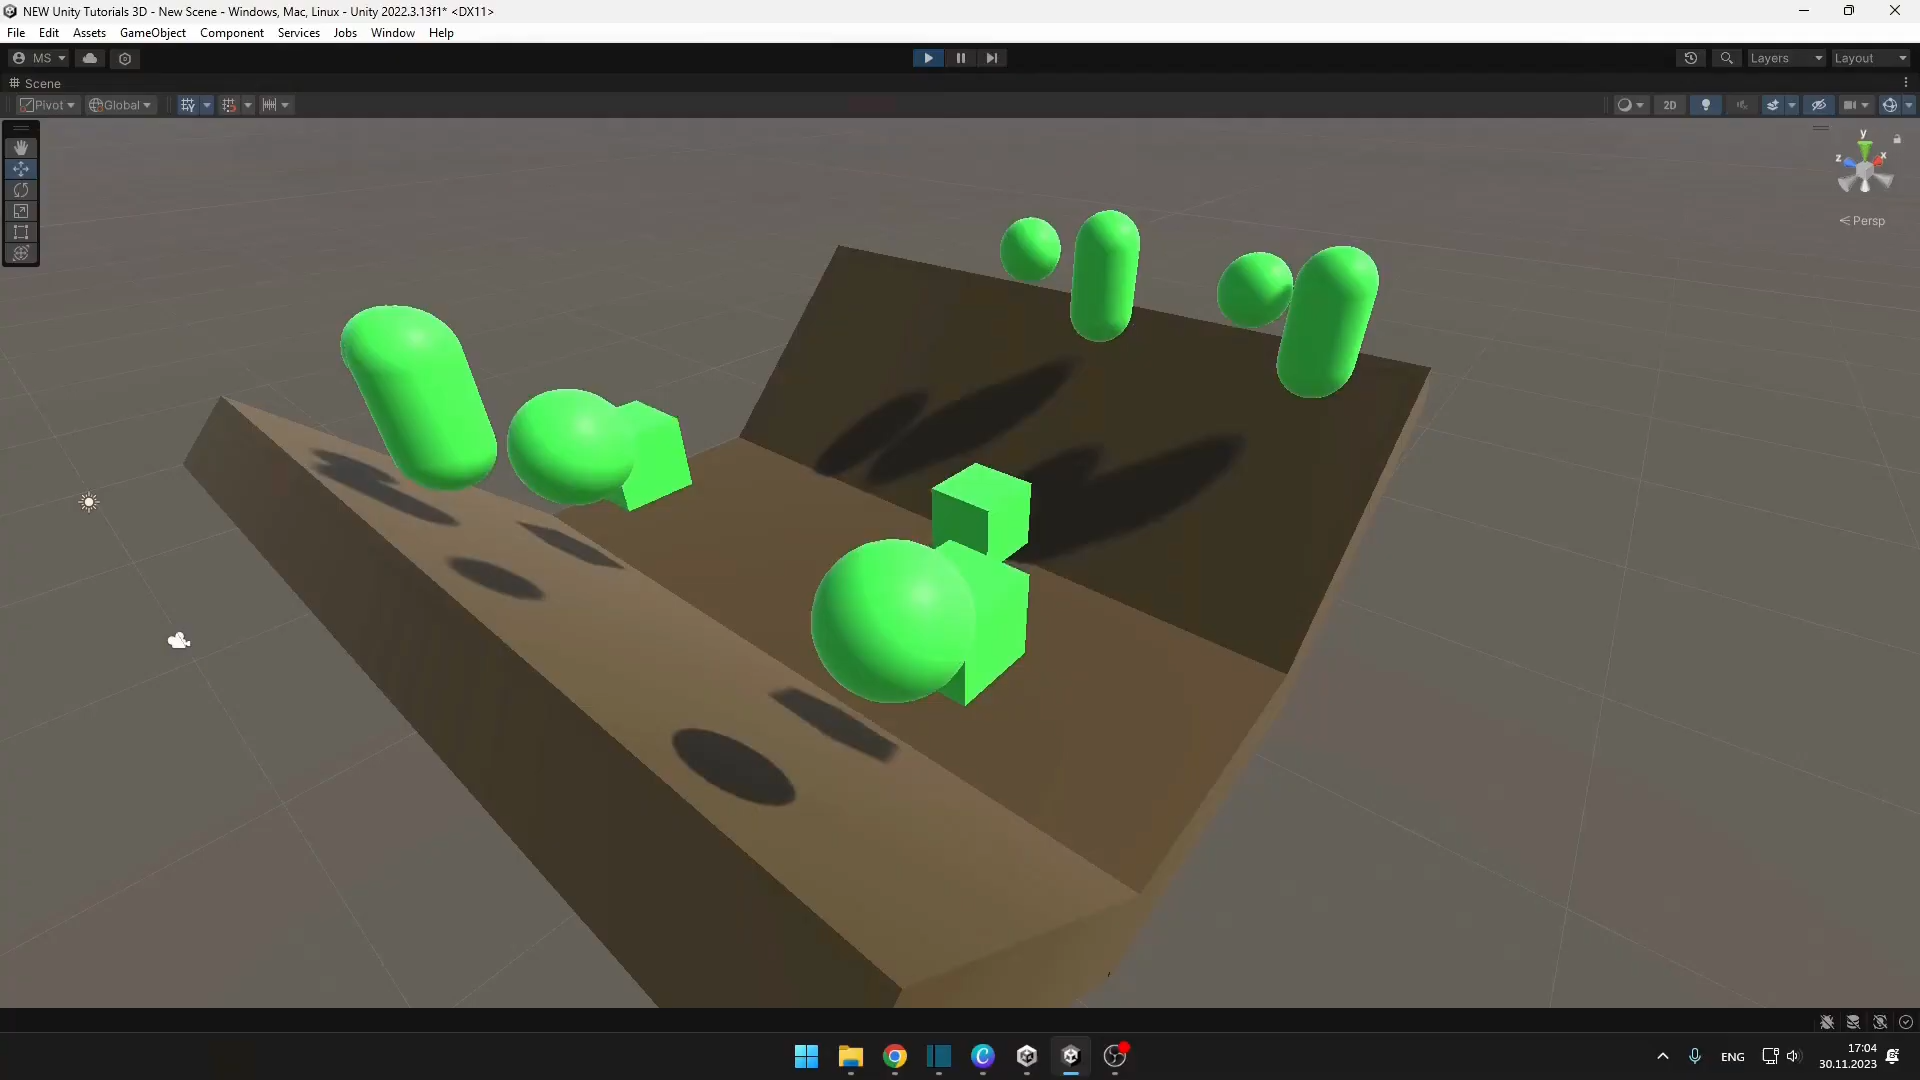 NEW Unity Tutorials 3D - New Scene - Windows, Mac, Linux - Unity 2022.3.13f1* <DX11>
File Edit Assets GameObject Component Services Jobs Window Help
MS Layers Layout
Scene
Pivot Global 2D
y
z x
Persp
ENG 17:04
30.11.2023